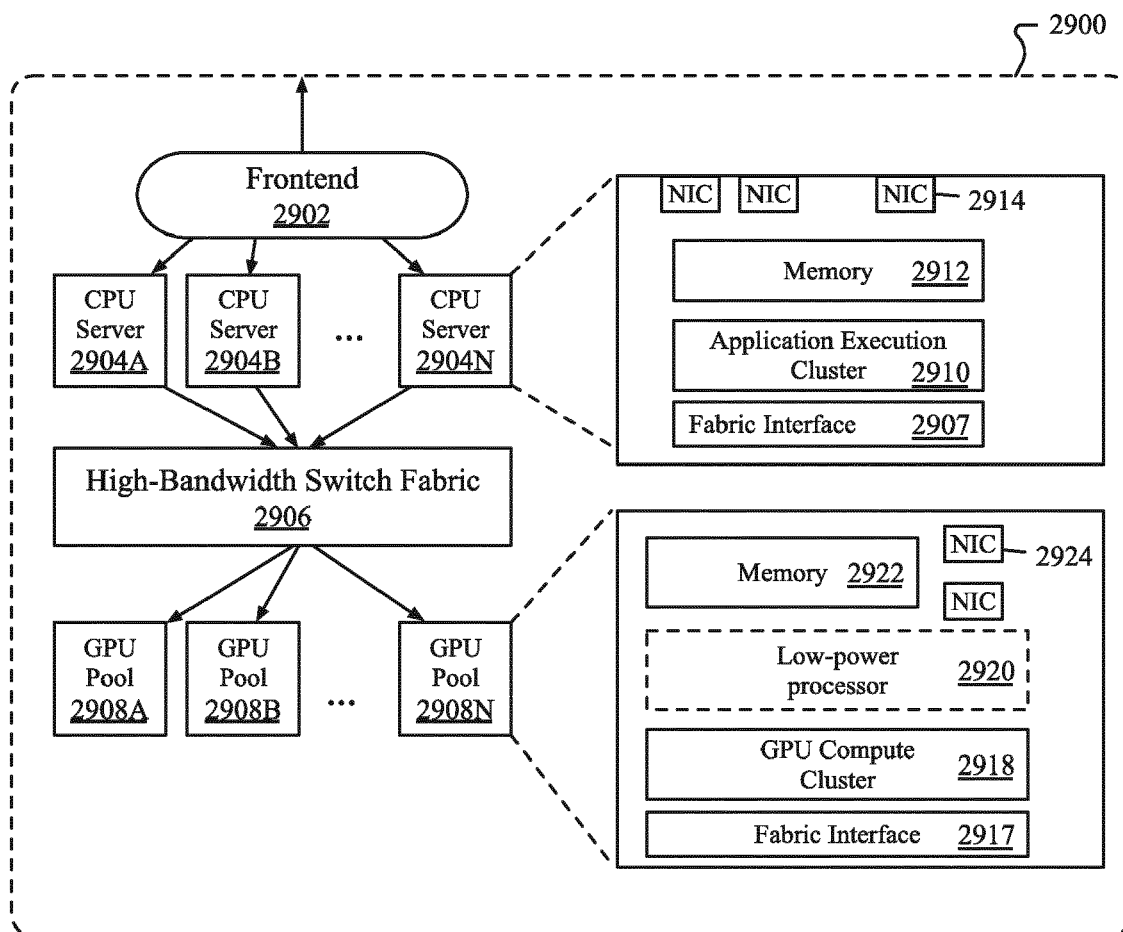 2900
Frontend
2902
NIC
NIC
NIC
2914
Memory 2912
Application Execution
Cluster 2910
Fabric Interface 2907
CPU
Server
2904A
CPU
Server
2904B
...
CPU
Server
2904N
High-Bandwidth Switch Fabric
2906
GPU
Pool
2908A
GPU
Pool
2908B
...
GPU
Pool
2908N
Memory 2922
NIC
2924
NIC
Low-power
processor 2920
GPU Compute
Cluster 2918
Fabric Interface 2917